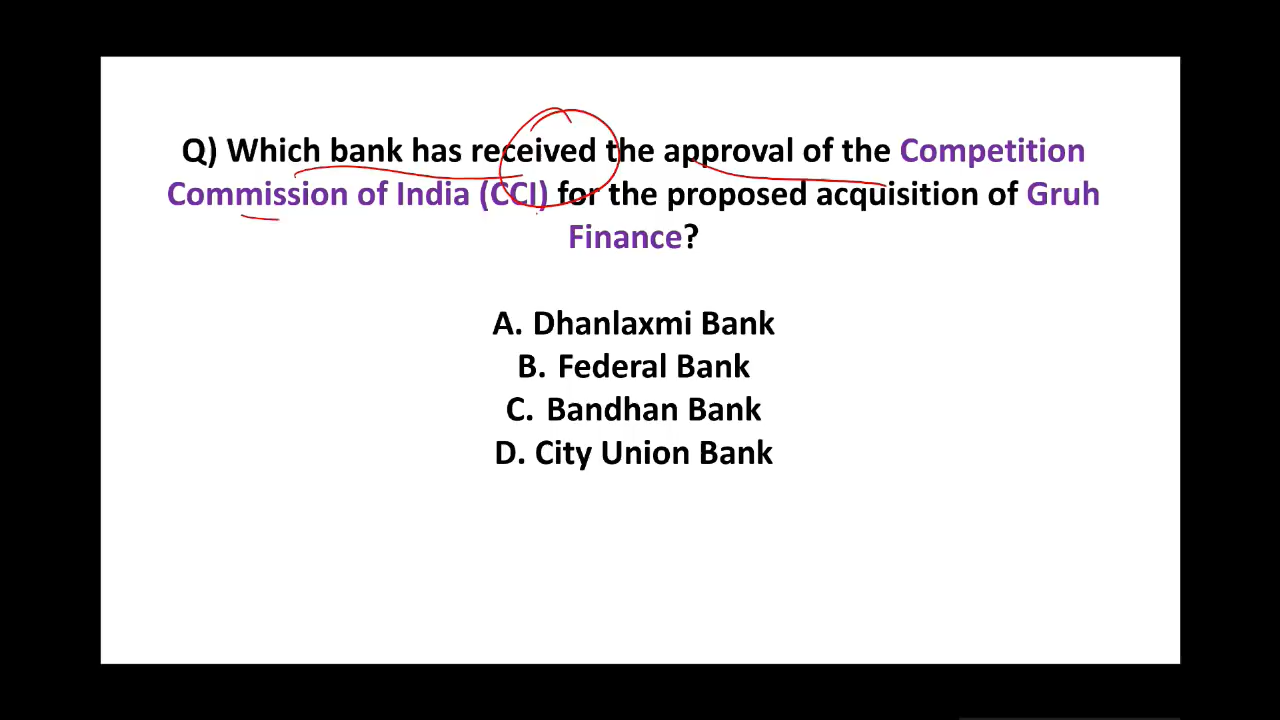 Q) Which bank has received the approval of the Competition
Commission of India (CCI) for the proposed acquisition of Gruh
Finance?
A. Dhanlaxmi Bank
B. Federal Bank
C. Bandhan Bank
D. City Union Bank